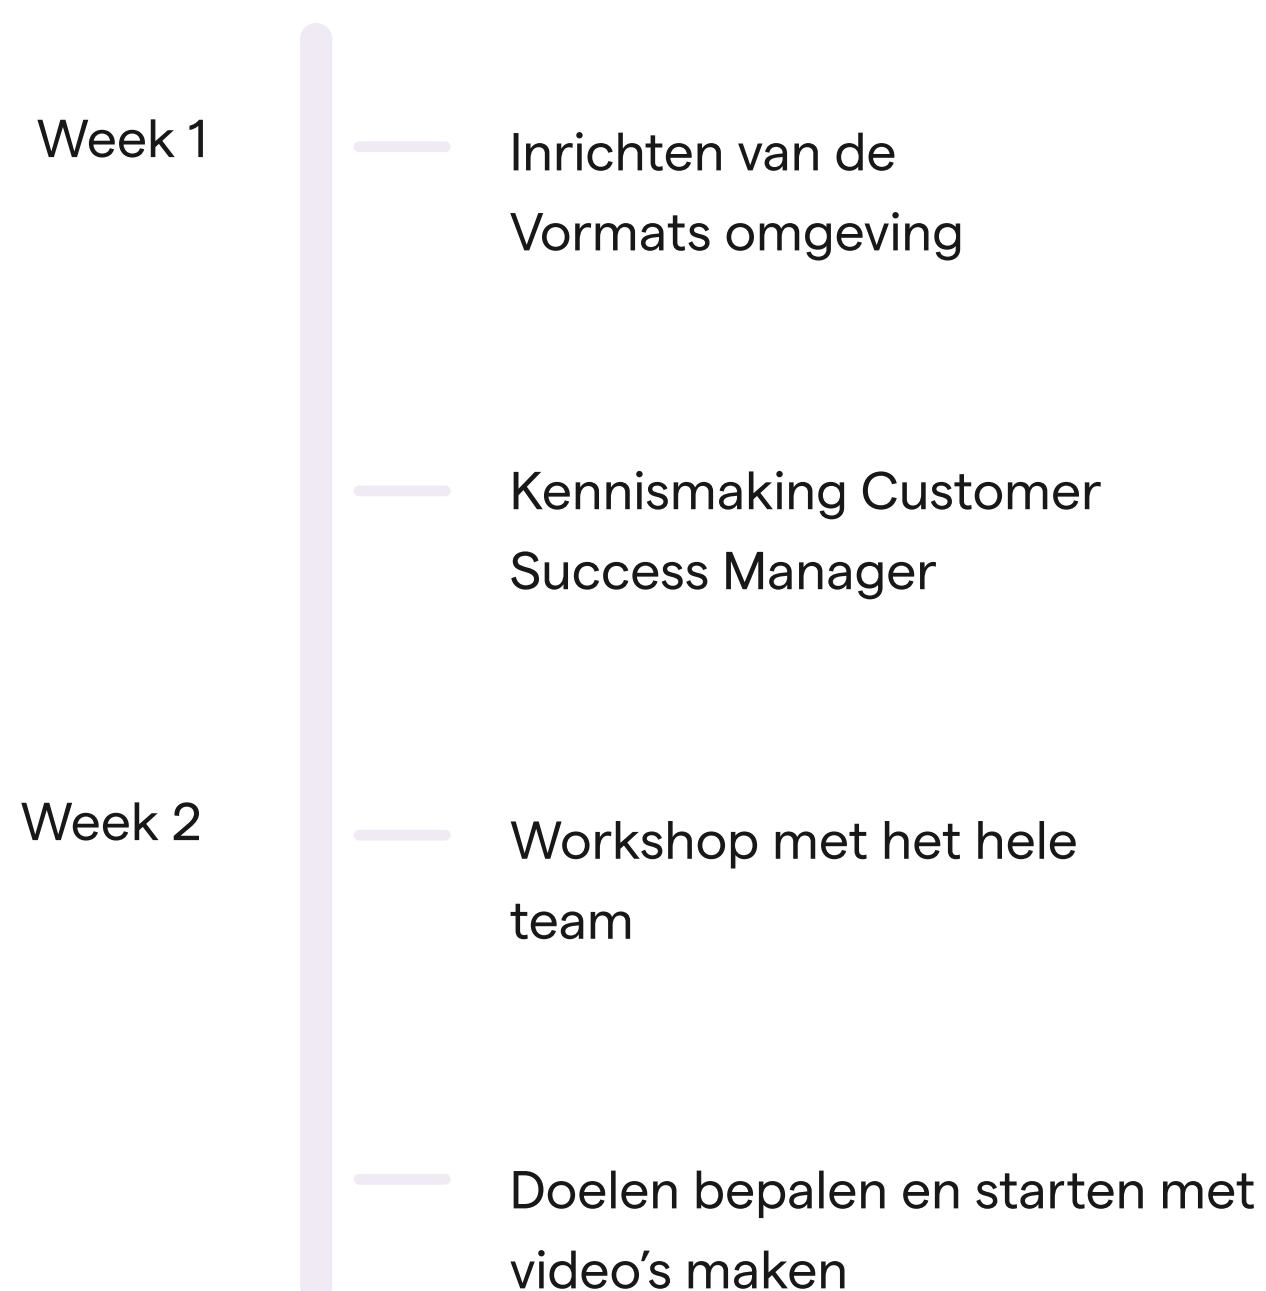 Week 1
Inrichten van de
Vormats omgeving
Kennismaking Customer
Success Manager
Week 2
Workshop met het hele
team
Doelen bepalen en starten met
video’s maken